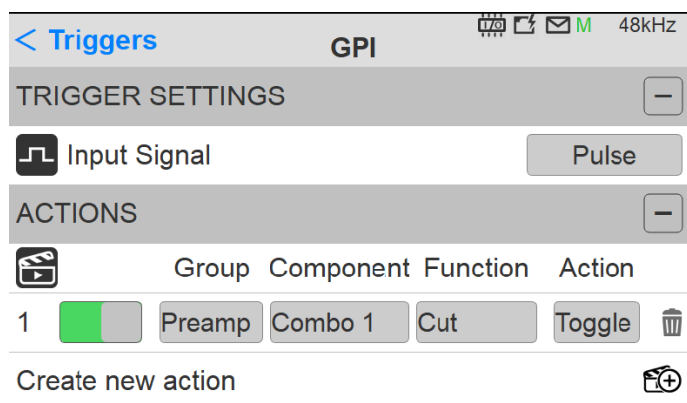 < Triggers
GPI
I/O M 48kHz
TRIGGER SETTINGS
Input Signal Pulse
ACTIONS
Group Component Function Action
1 Preamp Combo 1 Cut Toggle
Create new action